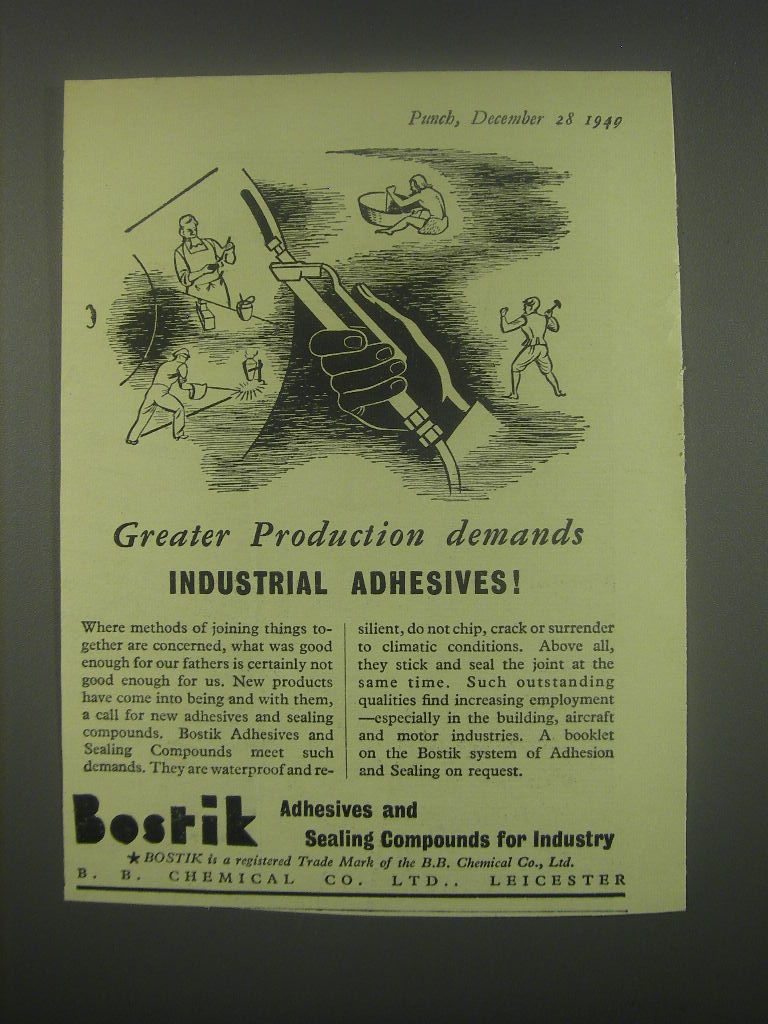 Punch, December 28 1949
Greater Production demands
INDUSTRIAL ADHESIVES!
Where methods of joining things to-
gether are concerned, what was good
enough for our fathers is certainly not
good enough for us. New products
have come into being and with them,
a call for new adhesives and sealing
compounds. Bostik Adhesives and
Sealing Compounds meet such
demands. They are waterproof and re-
silient, do not chip, crack or surrender
to climatic conditions. Above all,
they stick and seal the joint at the
same time. Such outstanding
qualities find increasing employment
—especially in the building, aircraft
and motor industries. A booklet
on the Bostik system of Adhesion
and Sealing on request.
Bostik
Adhesives and
Sealing Compounds for Industry
★ BOSTIK is a registered Trade Mark of the B.B. Chemical Co., Ltd.
B. B. CHEMICAL CO. LTD., LEICESTER